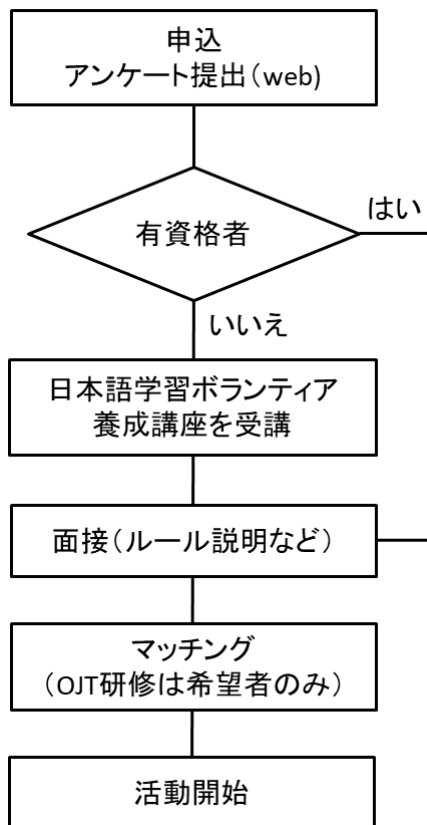 申込
アンケート提出（web)
有資格者
はい
いいえ
日本語学習ボランティア
養成講座を受講
面接（ルール説明など）
マッチング
（OJT研修は希望者のみ）
活動開始